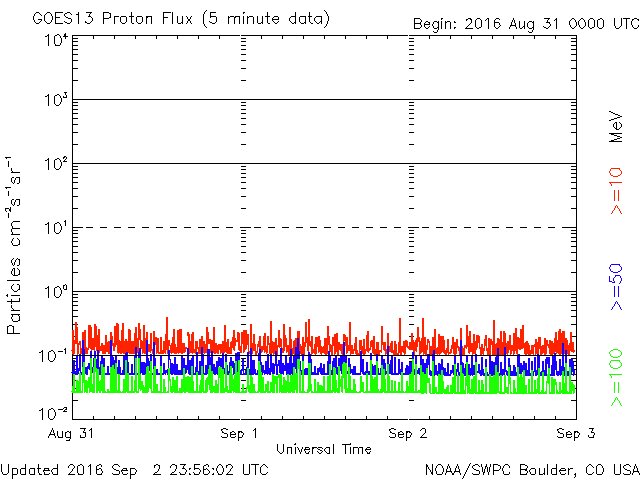 GOES13 Proton Flux (5 minute data)
Begin: 2016 Aug 31 0000 UTC
Particles cm⁻²s⁻¹sr⁻¹
10⁴
10³
10²
10¹
10⁰
10⁻¹
10⁻²
Aug 31
Sep 1
Sep 2
Sep 3
Universal Time
MeV
>=10
>=50
>=100
Updated 2016 Sep 2 23:56:02 UTC
NOAA/SWPC Boulder, CO USA